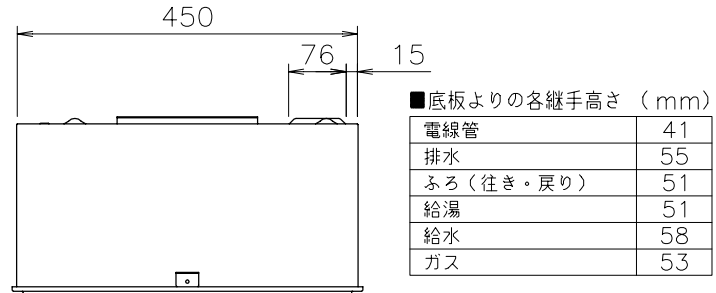 450
76 15
■底板よりの各継手高さ (mm)
電線管 41
排水 55
ふろ(往き・戻り) 51
給湯 51
給水 58
ガス 53